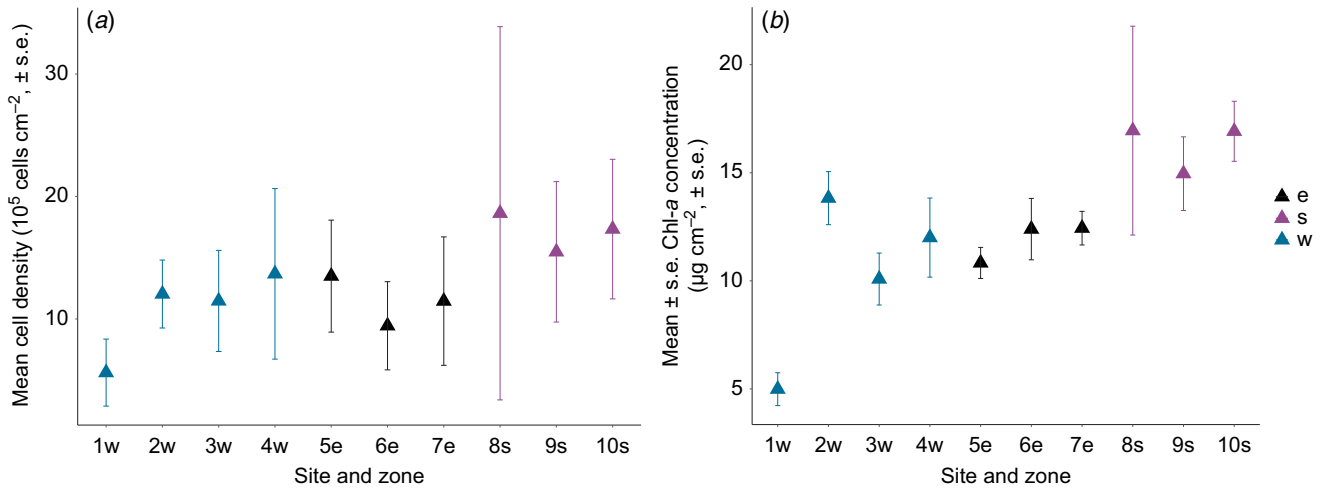 (a)
Mean cell density (10⁵ cells cm⁻², ± s.e.)
30
20
10
1w 2w 3w 4w 5e 6e 7e 8s 9s 10s
Site and zone
(b)
Mean ± s.e. Chl-a concentration
(µg cm⁻², ± s.e.)
20
15
10
5
1w 2w 3w 4w 5e 6e 7e 8s 9s 10s
Site and zone
e
s
w